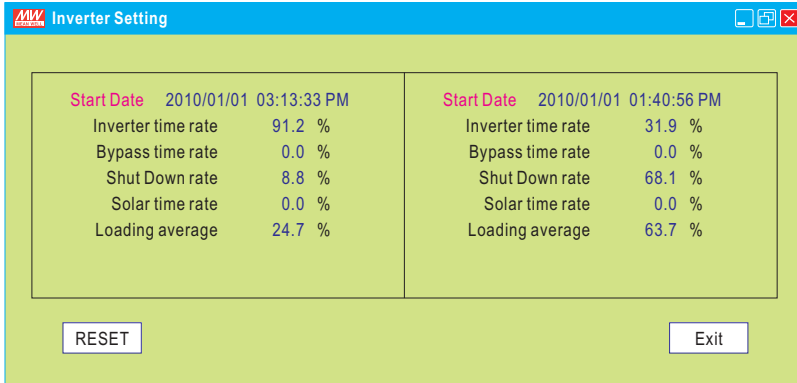 MW MEAN WELL Inverter Setting
Start Date 2010/01/01 03:13:33 PM
Inverter time rate 91.2 %
Bypass time rate 0.0 %
Shut Down rate 8.8 %
Solar time rate 0.0 %
Loading average 24.7 %
Start Date 2010/01/01 01:40:56 PM
Inverter time rate 31.9 %
Bypass time rate 0.0 %
Shut Down rate 68.1 %
Solar time rate 0.0 %
Loading average 63.7 %
RESET
Exit